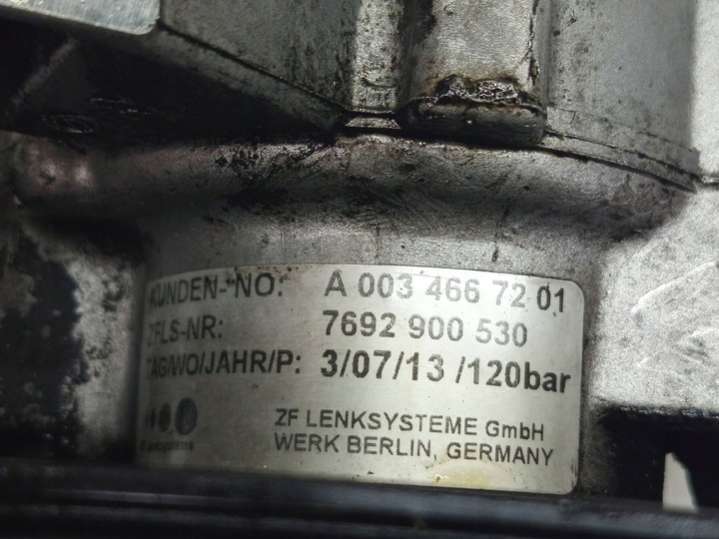 KUNDEN-*NO: A 003 466 72 01
ZFLS-NR: 7692 900 530
TAG/WO/JAHR/P: 3/07/13 /120bar
ZF LENKSYSTEME GmbH
WERK BERLIN, GERMANY